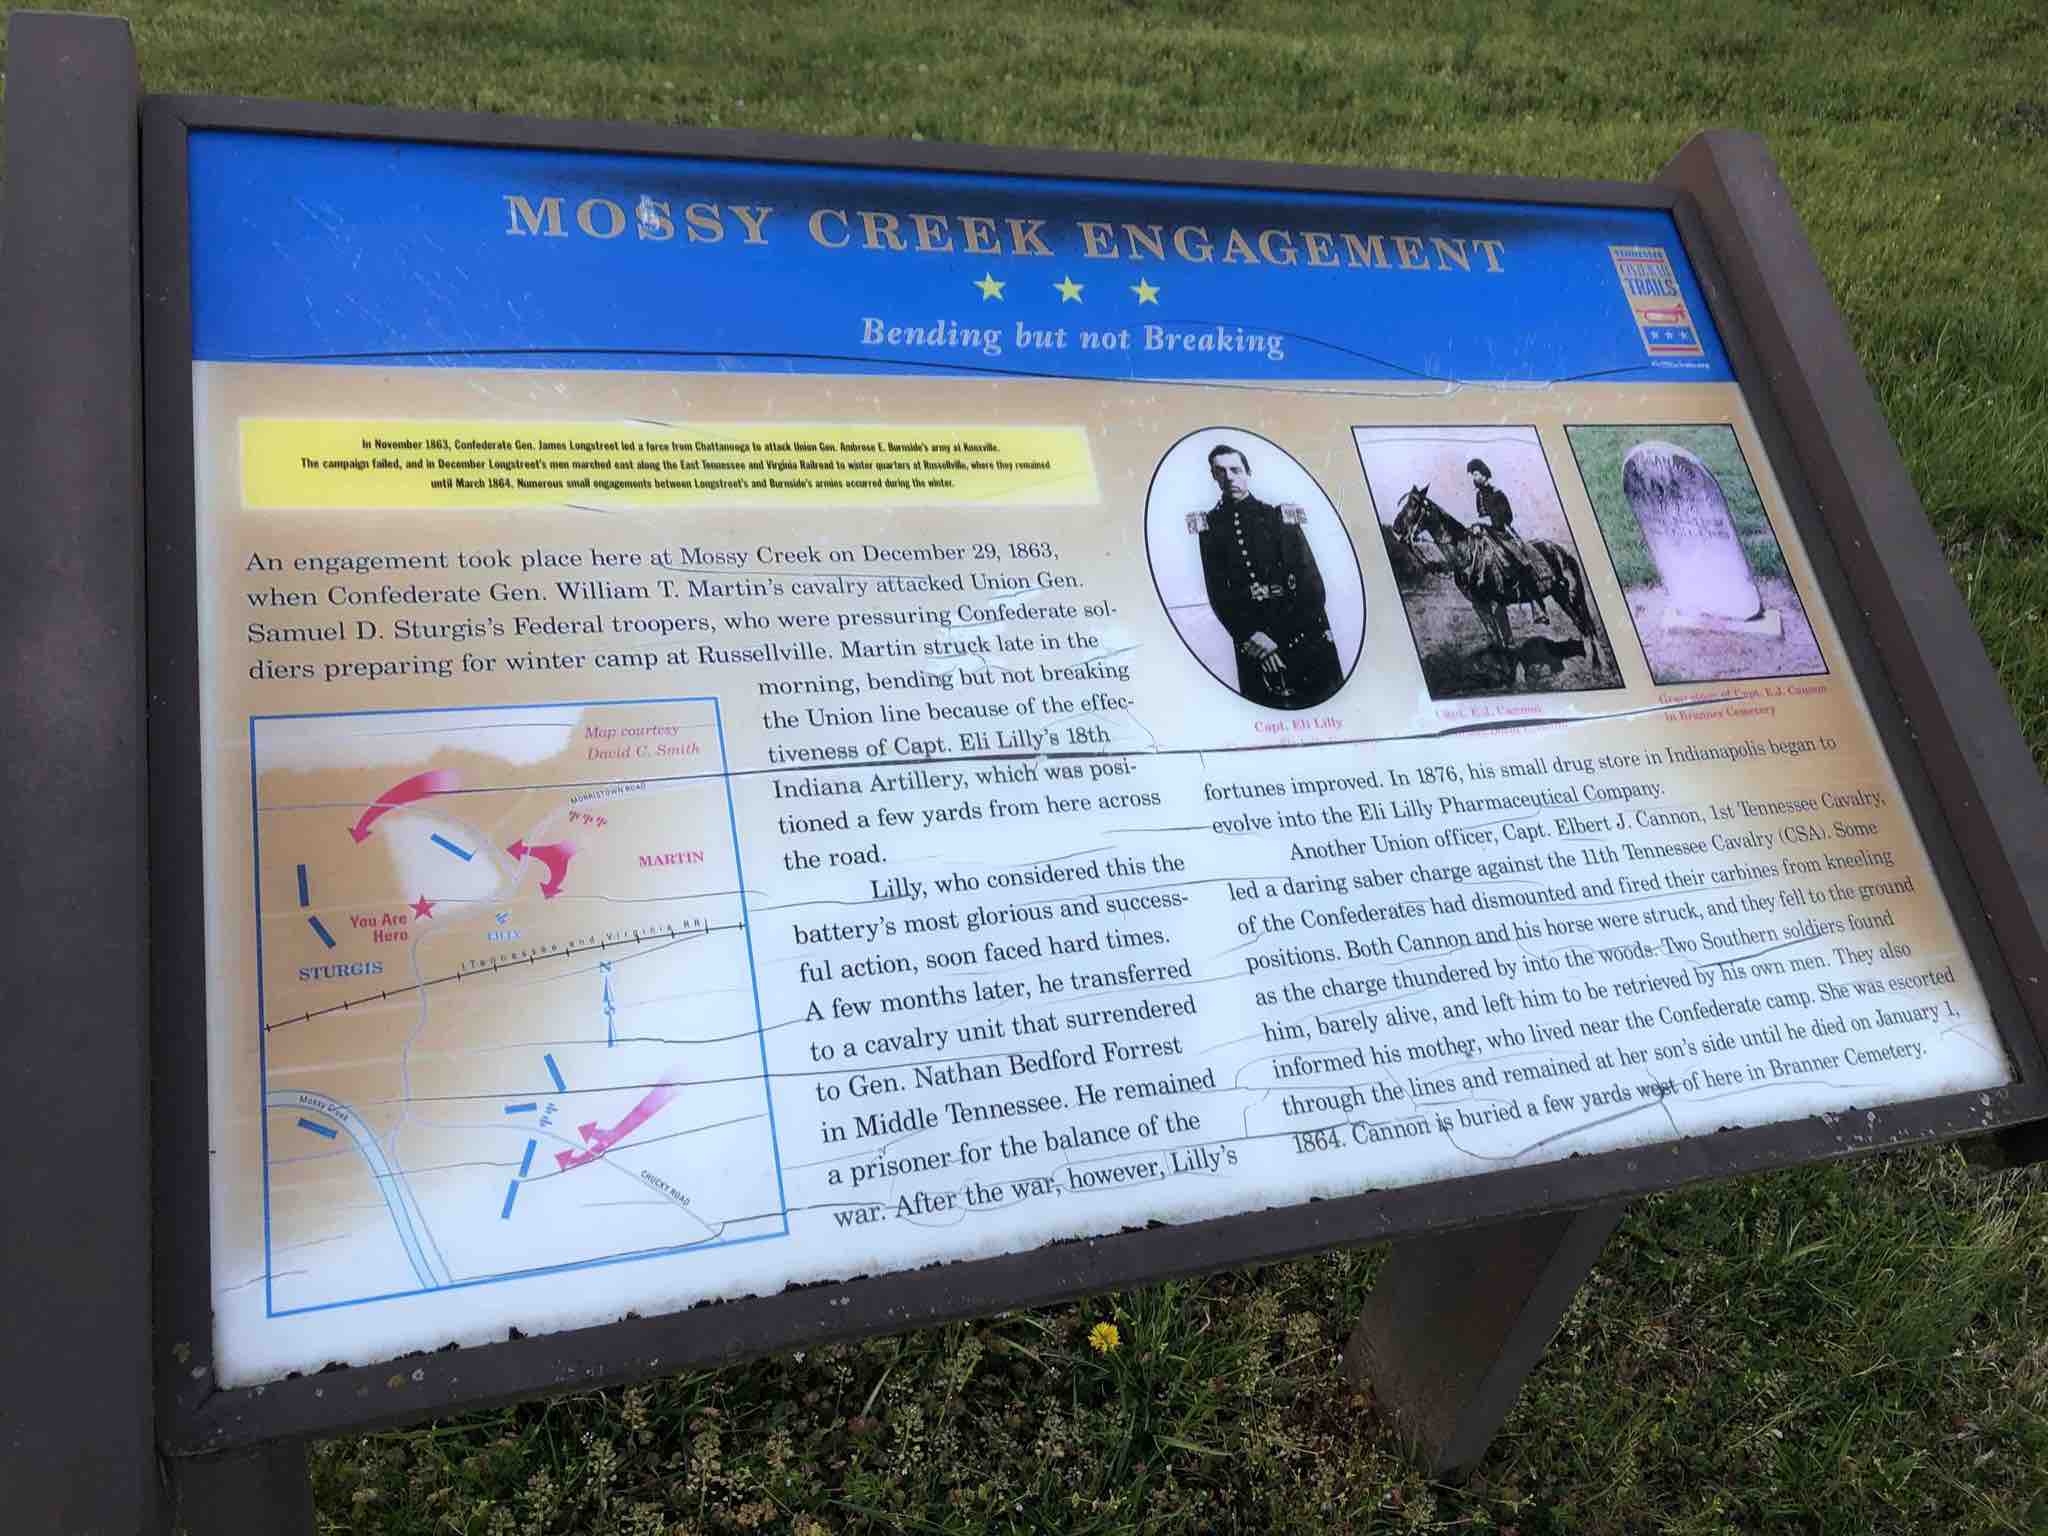 MOSSY CREEK ENGAGEMENT
Bending but not Breaking
TENNESSEE
CIVIL WAR
TRAILS
In November 1863, Confederate Gen. James Longstreet led a force from Chattanooga to attack Union Gen. Ambrose E. Burnside's army at Knoxville.
The campaign failed, and in December Longstreet's men marched east along the East Tennessee and Virginia Railroad to winter quarters at Russellville, where they remained
until March 1864. Numerous small engagements between Longstreet's and Burnside's armies occurred during the winter.
An engagement took place here at Mossy Creek on December 29, 1863,
when Confederate Gen. William T. Martin's cavalry attacked Union Gen.
Samuel D. Sturgis's Federal troopers, who were pressuring Confederate sol-
diers preparing for winter camp at Russellville. Martin struck late in the
morning, bending but not breaking
the Union line because of the effec-
tiveness of Capt. Eli Lilly's 18th
Indiana Artillery, which was posi-
tioned a few yards from here across
the road.
Lilly, who considered this the
battery's most glorious and success-
ful action, soon faced hard times.
A few months later, he transferred
to a cavalry unit that surrendered
to Gen. Nathan Bedford Forrest
in Middle Tennessee. He remained
a prisoner for the balance of the
war. After the war, however, Lilly's
fortunes improved. In 1876, his small drug store in Indianapolis began to
evolve into the Eli Lilly Pharmaceutical Company.
Another Union officer, Capt. Elbert J. Cannon, 1st Tennessee Cavalry,
led a daring saber charge against the 11th Tennessee Cavalry (CSA). Some
of the Confederates had dismounted and fired their carbines from kneeling
positions. Both Cannon and his horse were struck, and they fell to the ground
as the charge thundered by into the woods. Two Southern soldiers found
him, barely alive, and left him to be retrieved by his own men. They also
informed his mother, who lived near the Confederate camp. She was escorted
through the lines and remained at her son's side until he died on January 1,
1864. Cannon is buried a few yards west of here in Branner Cemetery.
Capt. Eli Lilly
Capt. E.J. Cannon
Gravestone of Capt. E.J. Cannon
in Branner Cemetery
Map courtesy
David C. Smith
MORRISTOWN ROAD
MARTIN
You Are
Here
LILLY
STURGIS
Tennessee and Virginia RR
N
S
Mossy Creek
CHUCKY ROAD